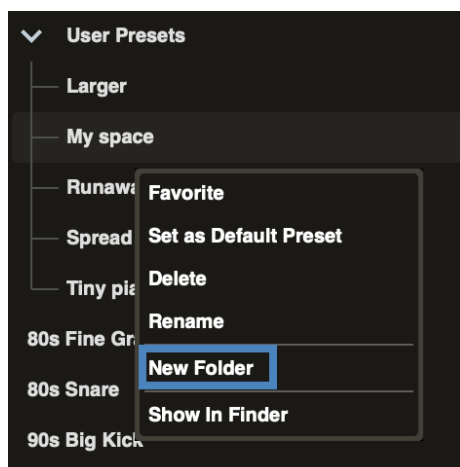 User Presets
Larger
My space
Runawa
Favorite
Spread
Set as Default Preset
Tiny pia
Delete
Rename
80s Fine Gr
New Folder
80s Snare
Show In Finder
90s Big Kick